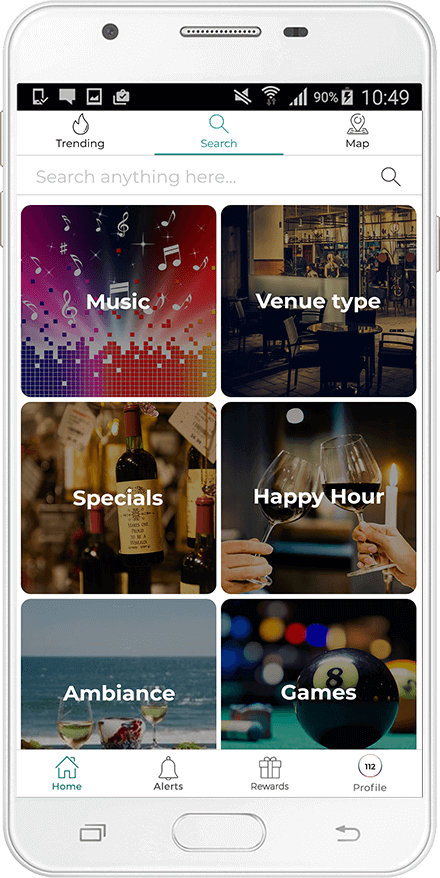 90% 10:49
Trending Search Map
Search anything here...
Music Venue type
Specials Happy Hour
Ambiance Games
112
Home Alerts Rewards Profile